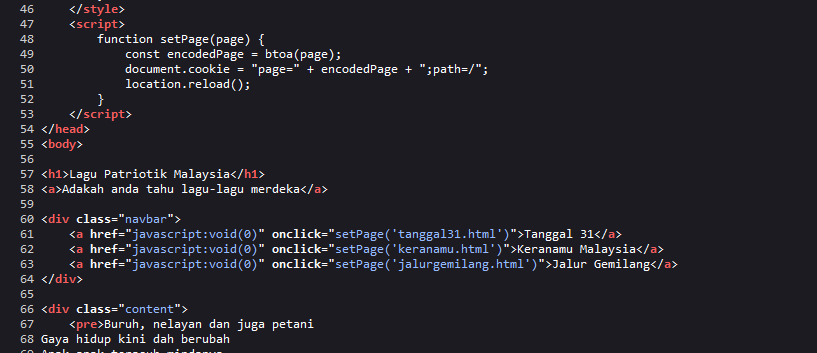 46 </style>
47 <script>
48 function setPage(page) {
49 const encodedPage = btoa(page);
50 document.cookie = "page=" + encodedPage + ";path=/";
51 location.reload();
52 }
53 </script>
54 </head>
55 <body>
56
57 <h1>Lagu Patriotik Malaysia</h1>
58 <a>Adakah anda tahu lagu-lagu merdeka</a>
59
60 <div class="navbar">
61 <a href="javascript:void(0)" onclick="setPage('tanggal31.html')">Tanggal 31</a>
62 <a href="javascript:void(0)" onclick="setPage('keranamu.html')">Keranamu Malaysia</a>
63 <a href="javascript:void(0)" onclick="setPage('jalurgemilang.html')">Jalur Gemilang</a>
64 </div>
65
66 <div class="content">
67 <pre>Buruh, nelayan dan juga petani
68 Gaya hidup kini dah berubah